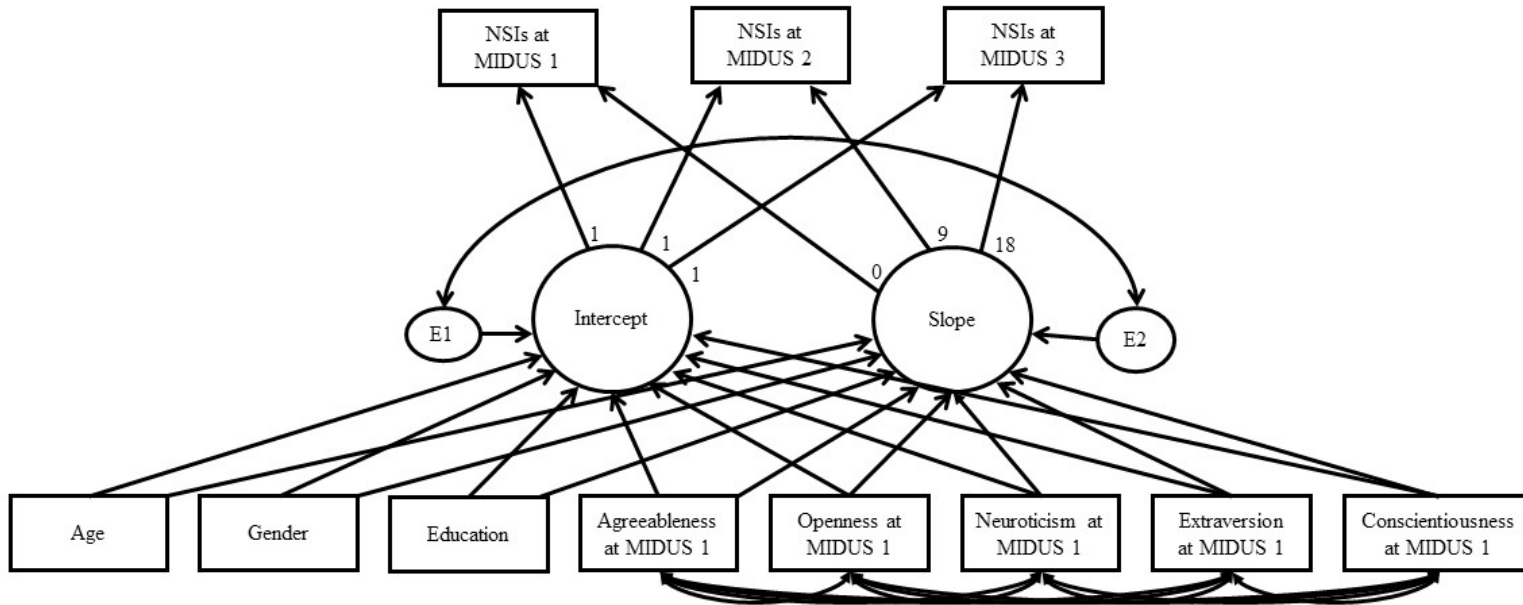 NSIs at
MIDUS 1
NSIs at
MIDUS 2
NSIs at
MIDUS 3
1
1
1
0
9
18
E1
Intercept
Slope
E2
Age
Gender
Education
Agreeableness
at MIDUS 1
Openness at
MIDUS 1
Neuroticism at
MIDUS 1
Extraversion
at MIDUS 1
Conscientiousness
at MIDUS 1